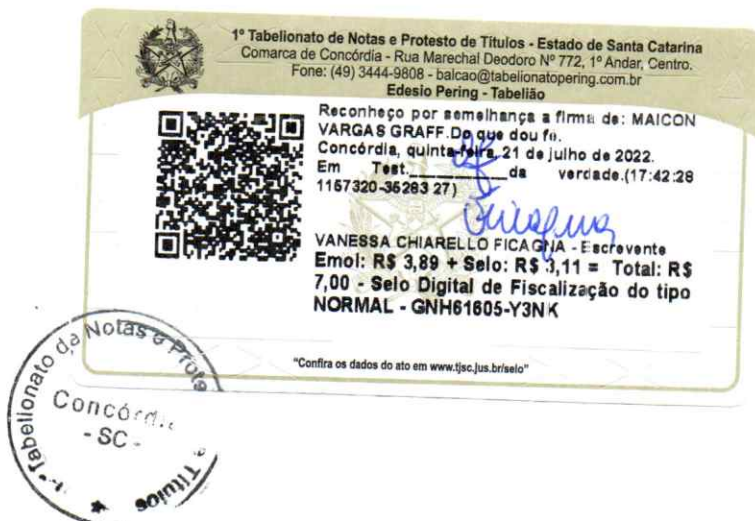 1º Tabelionato de Notas e Protesto de Títulos - Estado de Santa Catarina
Comarca de Concórdia - Rua Marechal Deodoro Nº 772, 1º Andar, Centro.
Fone: (49) 3444-9808 - balcao@tabelionatopering.com.br
Edesio Pering - Tabelião
Reconheço por semelhança a firma de: MAICON
VARGAS GRAFF.Do que dou fé.
Concórdia, quinta-feira, 21 de julho de 2022.
Em Test.____________da verdade.(17:42:28
1157320-35283 27)
VANESSA CHIARELLO FICAGNA - Escrevente
Emol: R$ 3,89 + Selo: R$ 3,11 = Total: R$
7,00 - Selo Digital de Fiscalização do tipo
NORMAL - GNH61605-Y3NK
"Confira os dados do ato em www.tjsc.jus.br/selo"
Tabelionato de Notas e Prote e Títulos
Concórdia
- SC -